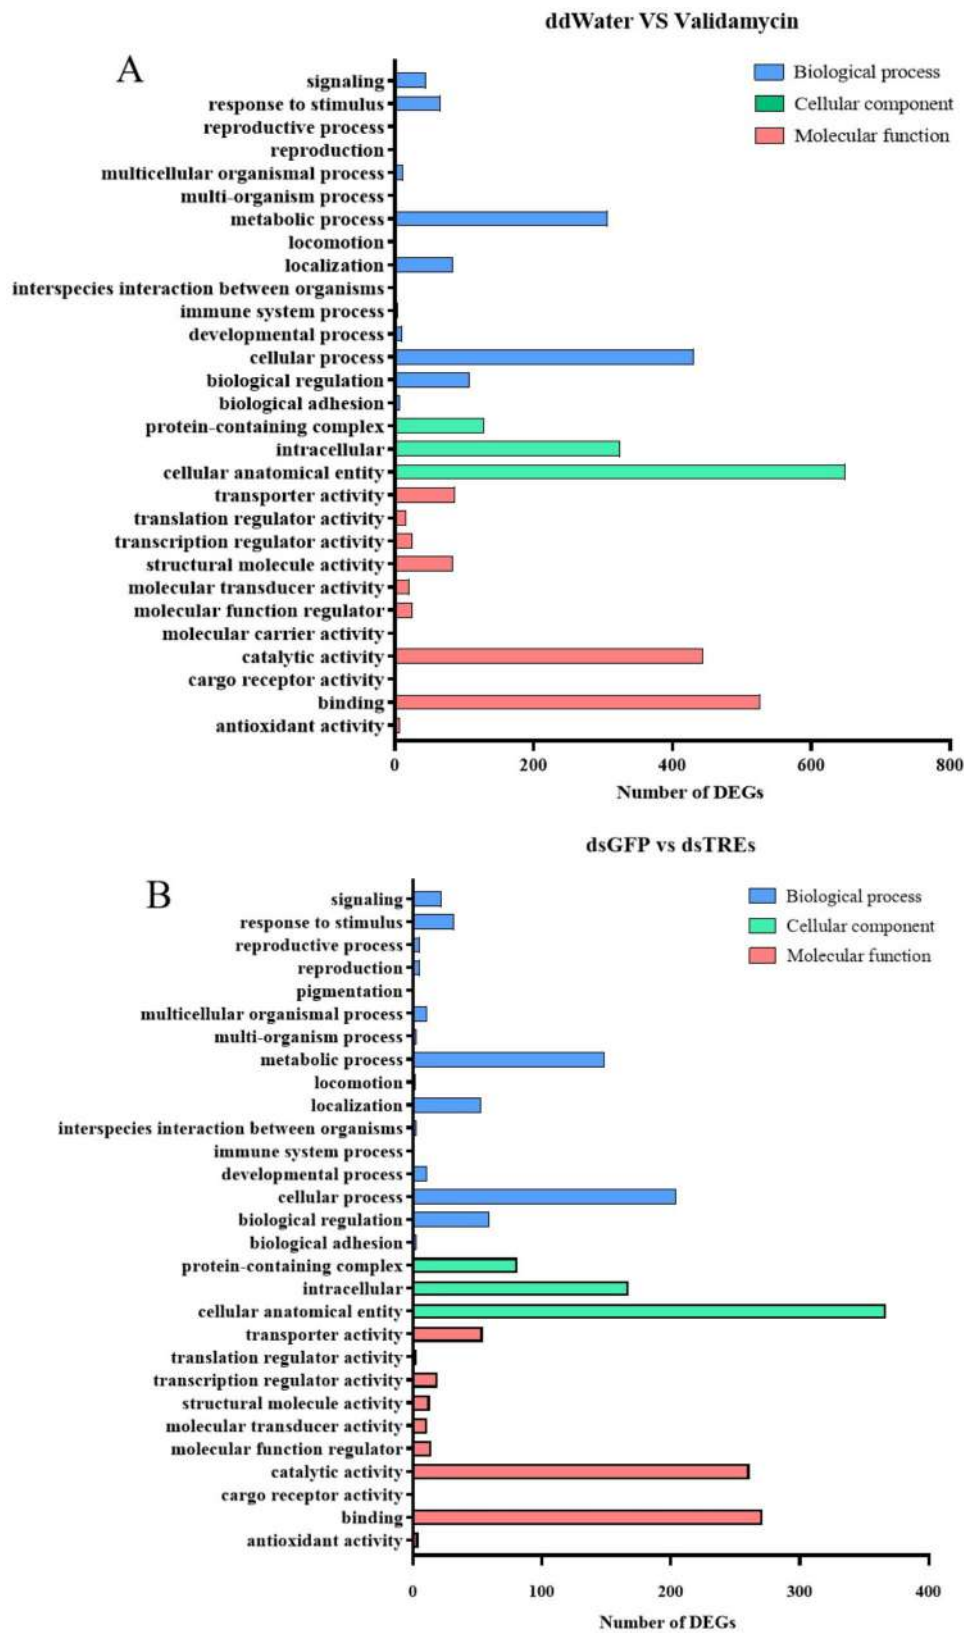 ddWater VS Validamycin
A
Biological process
Cellular component
Molecular function
signaling
response to stimulus
reproductive process
reproduction
multicellular organismal process
multi-organism process
metabolic process
locomotion
localization
interspecies interaction between organisms
immune system process
developmental process
cellular process
biological regulation
biological adhesion
protein-containing complex
intracellular
cellular anatomical entity
transporter activity
translation regulator activity
transcription regulator activity
structural molecule activity
molecular transducer activity
molecular function regulator
molecular carrier activity
catalytic activity
cargo receptor activity
binding
antioxidant activity
0 200 400 600 800
Number of DEGs
dsGFP vs dsTREs
B
Biological process
Cellular component
Molecular function
signaling
response to stimulus
reproductive process
reproduction
pigmentation
multicellular organismal process
multi-organism process
metabolic process
locomotion
localization
interspecies interaction between organisms
immune system process
developmental process
cellular process
biological regulation
biological adhesion
protein-containing complex
intracellular
cellular anatomical entity
transporter activity
translation regulator activity
transcription regulator activity
structural molecule activity
molecular transducer activity
molecular function regulator
catalytic activity
cargo receptor activity
binding
antioxidant activity
0 100 200 300 400
Number of DEGs